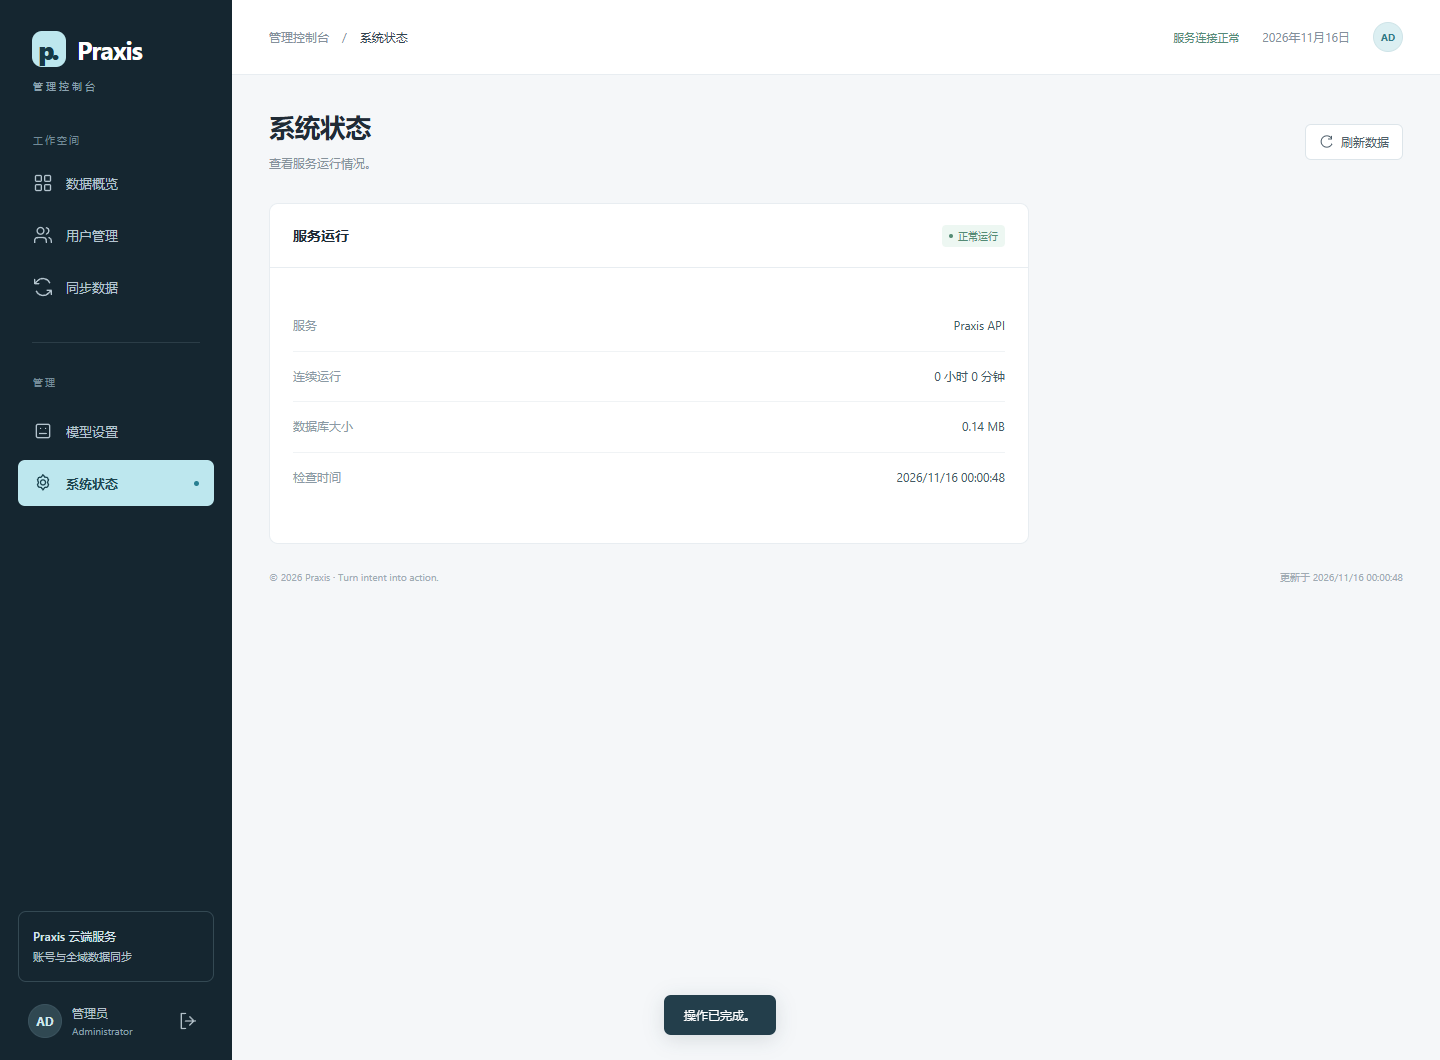 p. Praxis
管理控制台
工作空间
数据概览
用户管理
同步数据
管理
模型设置
系统状态
Praxis 云端服务
账号与全域数据同步
AD 管理员
Administrator
管理控制台 / 系统状态
服务连接正常 2026年11月16日 AD
系统状态
查看服务运行情况。
刷新数据
服务运行 正常运行
服务 Praxis API
连续运行 0 小时 0 分钟
数据库大小 0.14 MB
检查时间 2026/11/16 00:00:48
© 2026 Praxis · Turn intent into action. 更新于 2026/11/16 00:00:48
操作已完成。